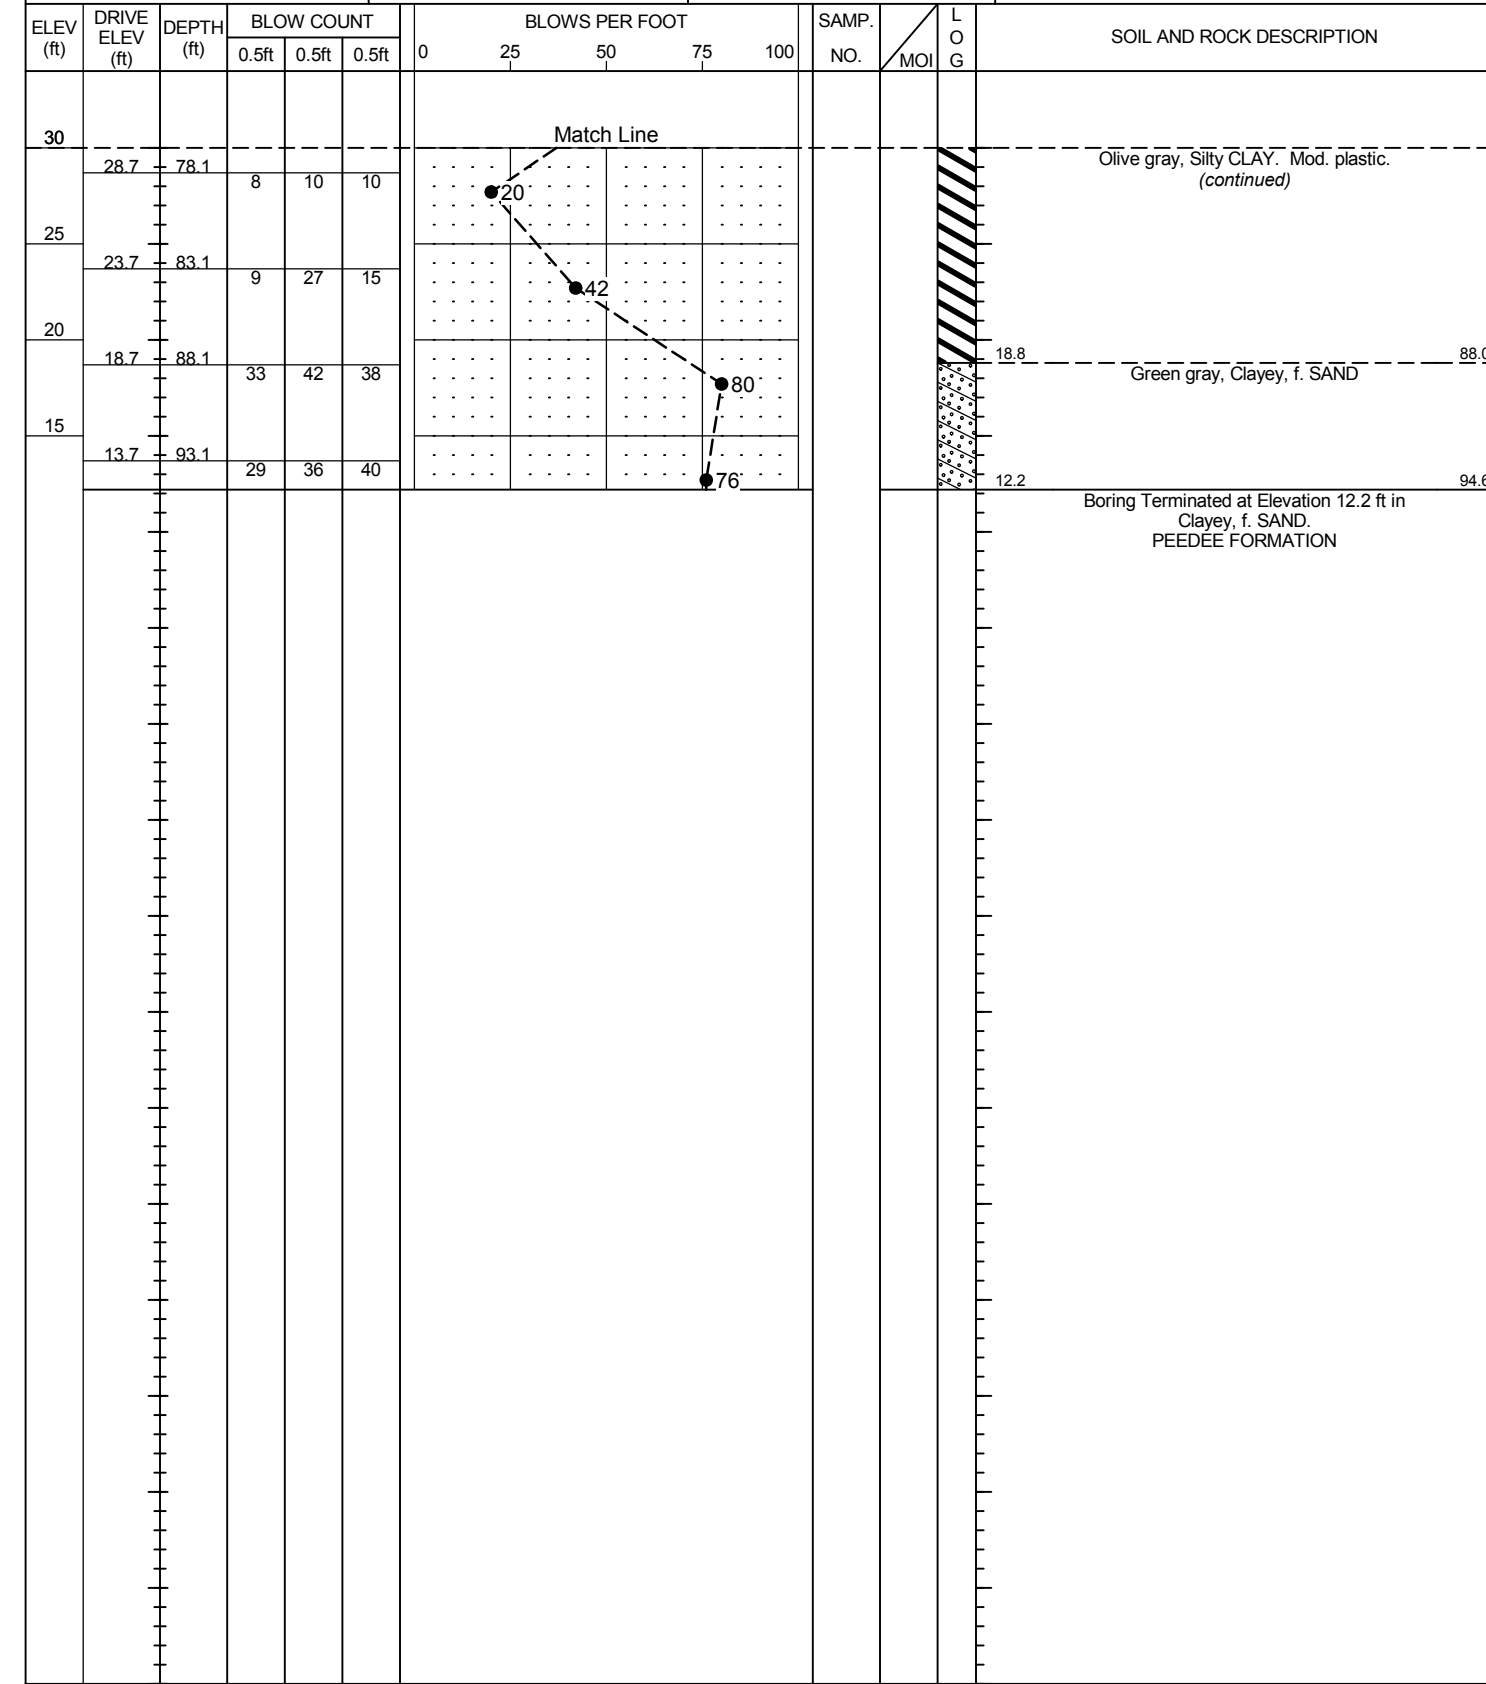 ELEV (ft) DRIVE ELEV (ft) DEPTH (ft) BLOW COUNT BLOWS PER FOOT SAMP. NO. MOI L O G SOIL AND ROCK DESCRIPTION
0.5ft 0.5ft 0.5ft 0 25 50 75 100
30 Match Line
28.7 78.1 Olive gray, Silty CLAY. Mod. plastic.
8 10 10 (continued)
20
25
23.7 83.1
9 27 15
42
20
18.7 88.1 18.8 88.0
33 42 38 Green gray, Clayey, f. SAND
80
15
13.7 93.1
29 36 40
76 12.2 94.6
Boring Terminated at Elevation 12.2 ft in
Clayey, f. SAND.
PEEDEE FORMATION